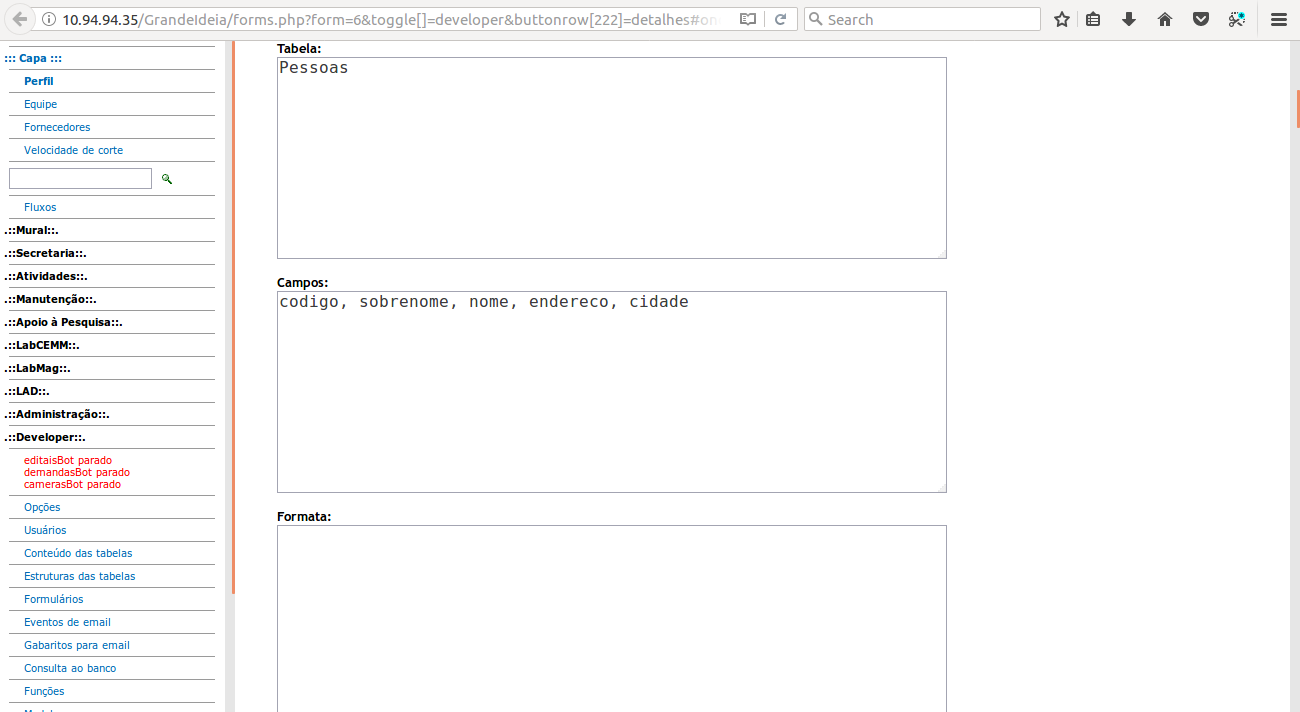 10.94.94.35/GrandeIdeia/forms.php?form=6&toggle[]=developer&buttonrow[222]=detalhes#on
Search
::: Capa :::
Perfil
Equipe
Fornecedores
Velocidade de corte
Fluxos
.::Mural::.
.::Secretaria::.
.::Atividades::.
.::Manutenção::.
.::Apoio à Pesquisa::.
.::LabCEMM::.
.::LabMag::.
.::LAD::.
.::Administração::.
.::Developer::.
editaisBot parado
demandasBot parado
camerasBot parado
Opções
Usuários
Conteúdo das tabelas
Estruturas das tabelas
Formulários
Eventos de email
Gabaritos para email
Consulta ao banco
Funções
Tabela:
Pessoas
Campos:
codigo, sobrenome, nome, endereco, cidade
Formata: